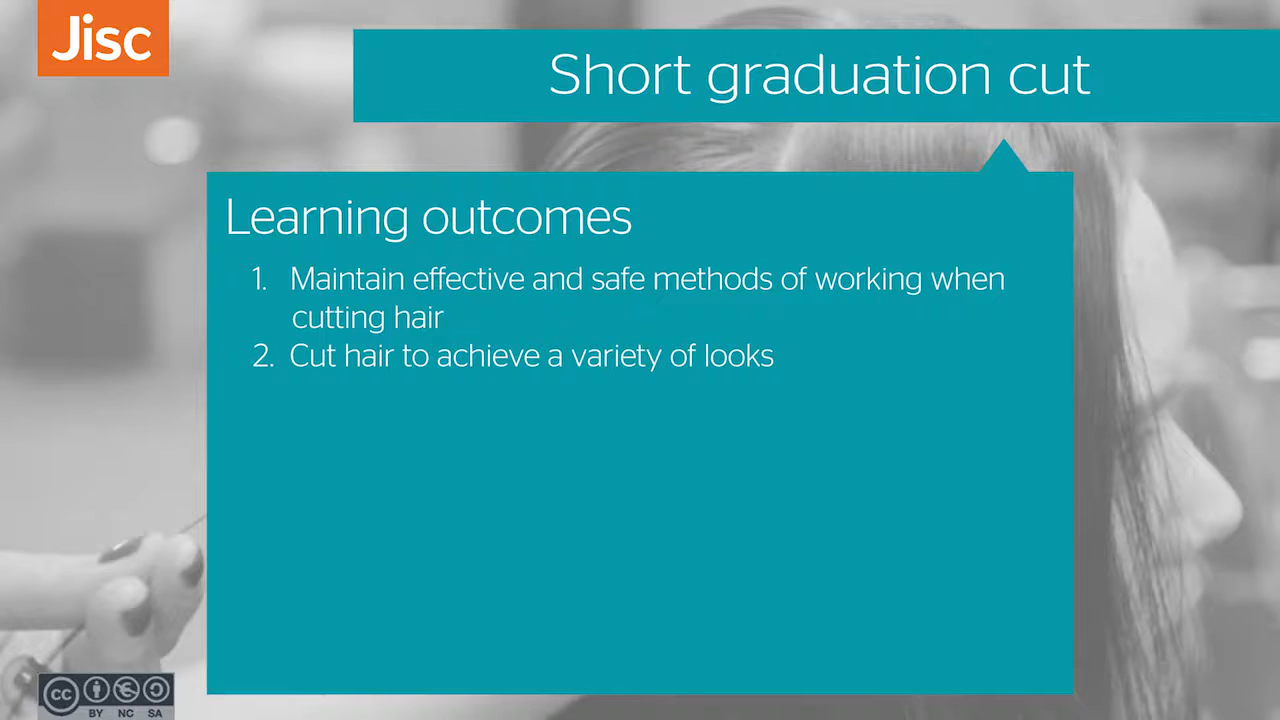 Jisc
Short graduation cut
Learning outcomes
1. Maintain effective and safe methods of working when
cutting hair
2. Cut hair to achieve a variety of looks
cc
BY NC SA